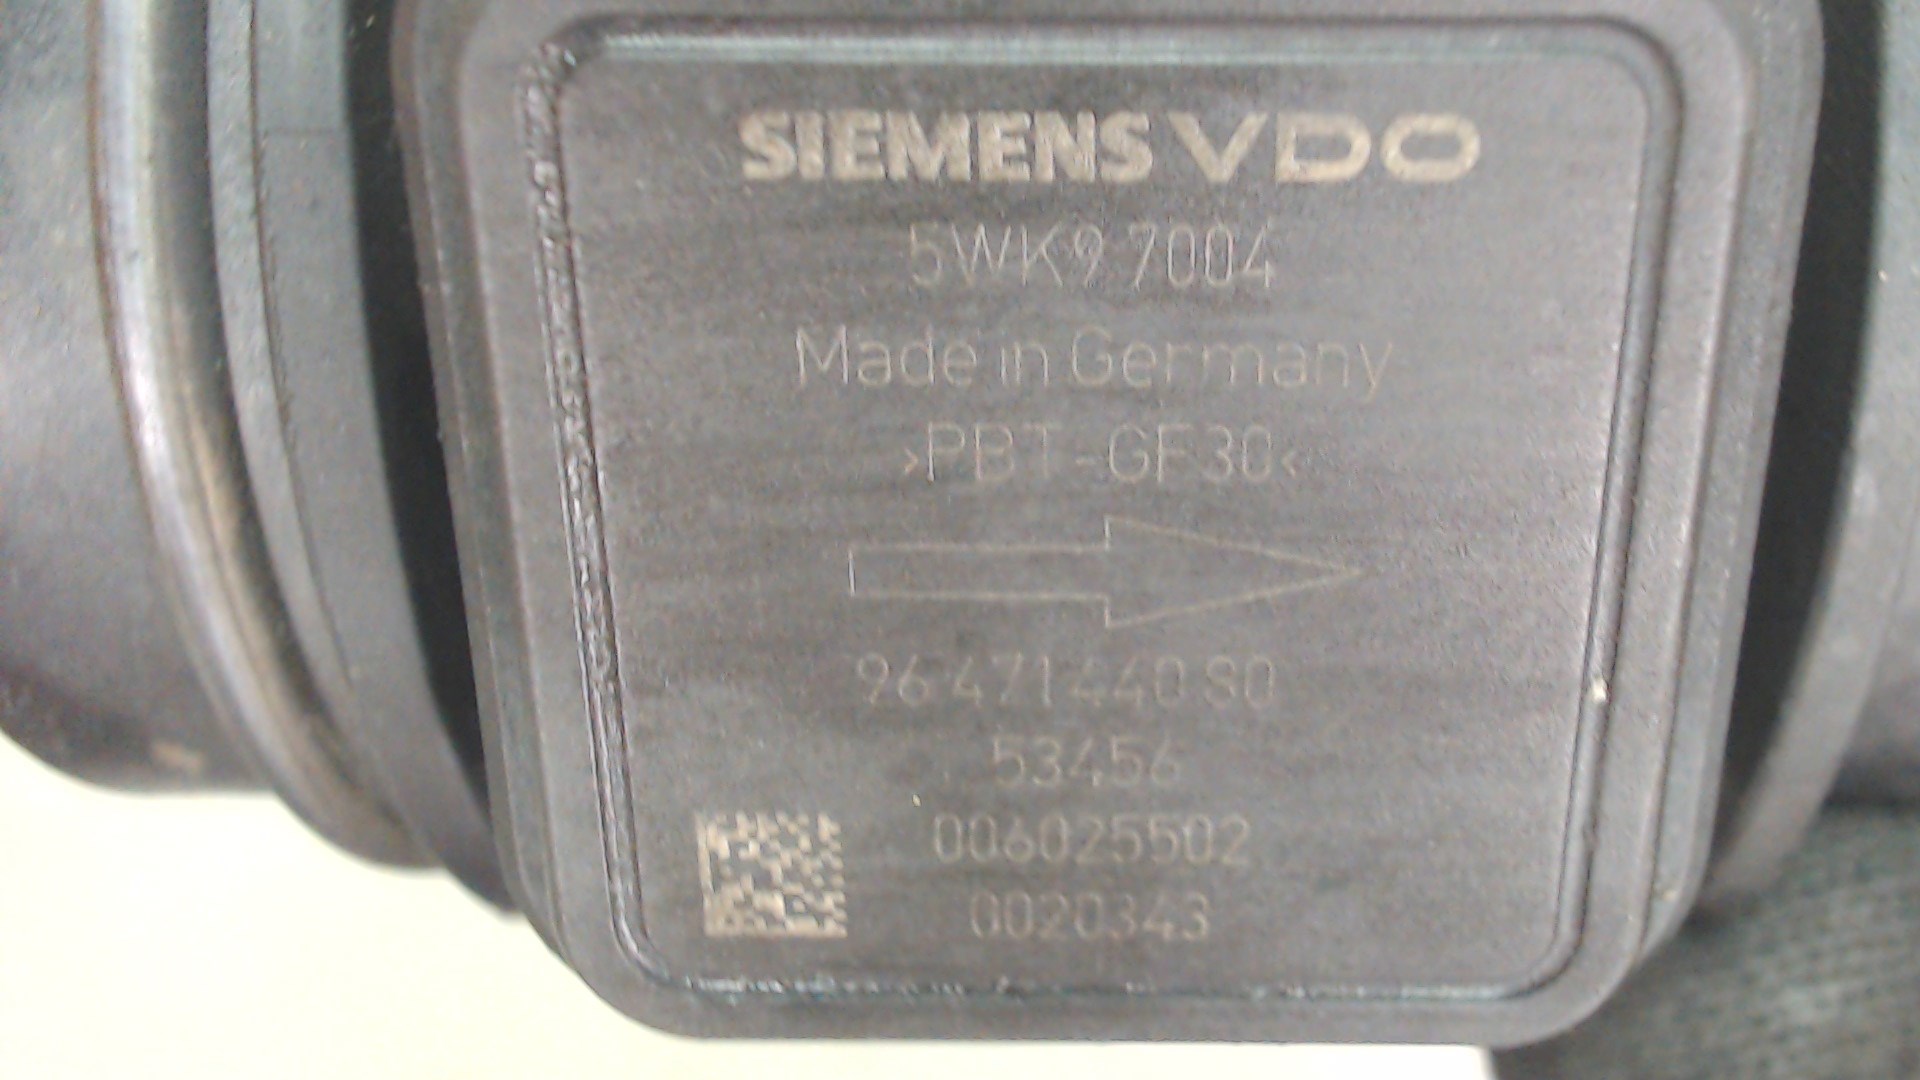 SIEMENS VDO
5WK9 7004
Made in Germany
>PBT-GF30<
96 471 440 80
53456
006025502
0020343